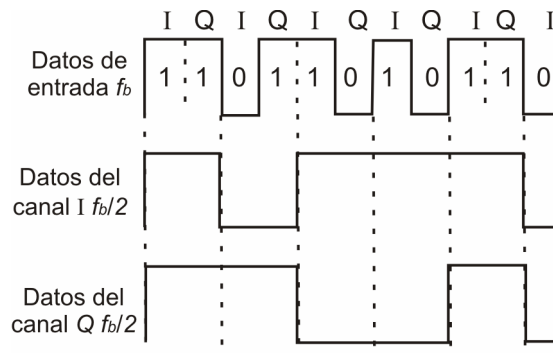 I Q I Q I Q I Q I Q I
Datos de
entrada fb
1 1 0 1 1 0 1 0 1 1 0
Datos del
canal I fb/2
Datos del
canal Q fb/2